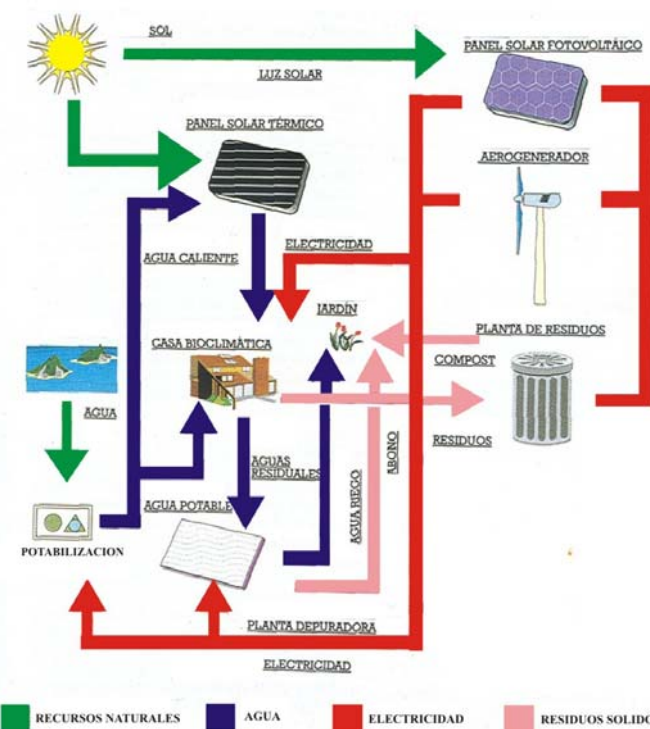 SOL
PANEL SOLAR FOTOVOLTÁICO
LUZ SOLAR
PANEL SOLAR TÉRMICO
AEROGENERADOR
AGUA CALIENTE
ELECTRICIDAD
JARDÍN
PLANTA DE RESIDUOS
CASA BIOCLIMÁTICA
COMPOST
AGUA
RESIDUOS
ABONO
AGUAS
RESIDUALES
AGUA RIEGO
AGUA POTABLE
POTABILIZACION
PLANTA DEPURADORA
ELECTRICIDAD
RECURSOS NATURALES
AGUA
ELECTRICIDAD
RESIDUOS SOLIDO